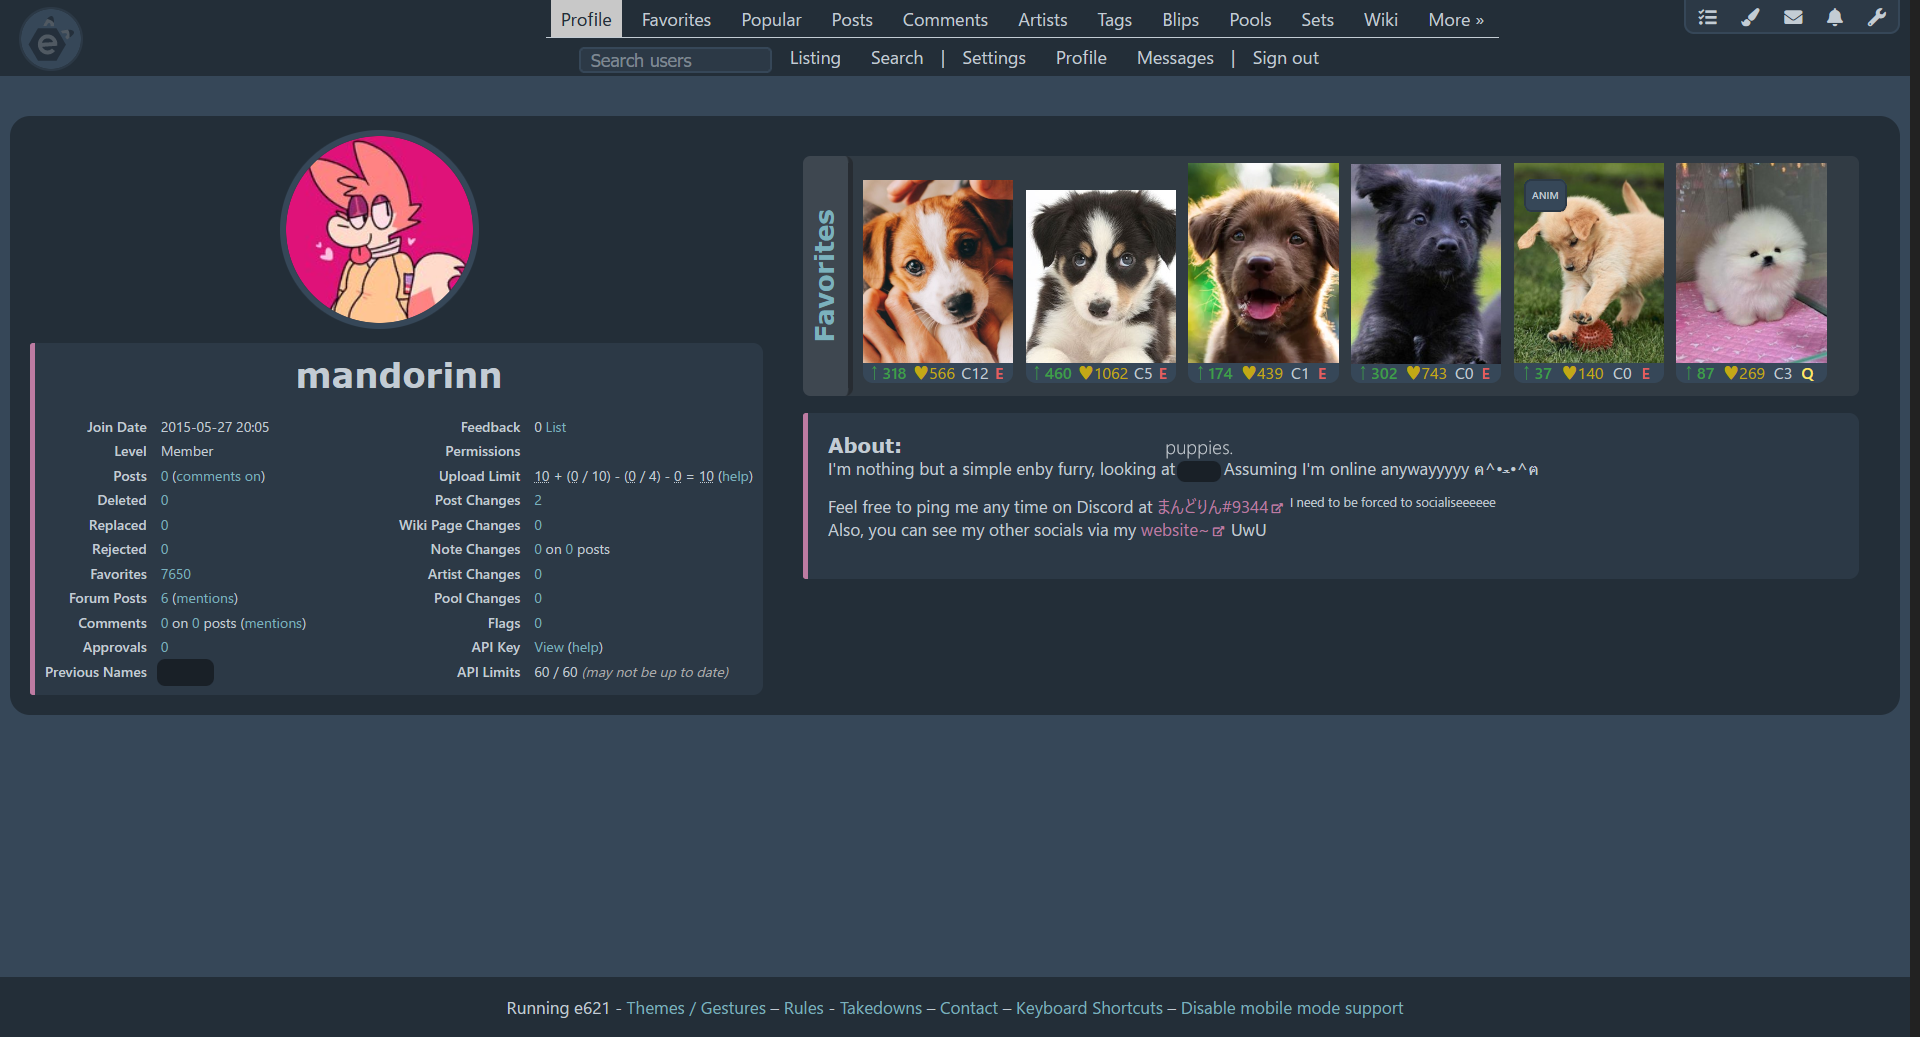 Profile Favorites Popular Posts Comments Artists Tags Blips Pools Sets Wiki More »
Search users Listing Search | Settings Profile Messages | Sign out
e
mandorinn
Join Date 2015-05-27 20:05
Level Member
Posts 0 (comments on)
Deleted 0
Replaced 0
Rejected 0
Favorites 7650
Forum Posts 6 (mentions)
Comments 0 on 0 posts (mentions)
Approvals 0
Previous Names
Feedback 0 List
Permissions
Upload Limit 10 + (0 / 10) - (0 / 4) - 0 = 10 (help)
Post Changes 2
Wiki Page Changes 0
Note Changes 0 on 0 posts
Artist Changes 0
Pool Changes 0
Flags 0
API Key View (help)
API Limits 60 / 60 (may not be up to date)
Favorites
ANIM
↑318 ♥566 C12 E
↑460 ♥1062 C5 E
↑174 ♥439 C1 E
↑302 ♥743 C0 E
↑37 ♥140 C0 E
↑87 ♥269 C3 Q
About:
puppies.
I'm nothing but a simple enby furry, looking at Assuming I'm online anywayyyyy ฅ^•ﻌ•^ฅ
Feel free to ping me any time on Discord at まんどりん#9344 I need to be forced to socialiseeeeee
Also, you can see my other socials via my website~ UwU
Running e621 - Themes / Gestures – Rules - Takedowns – Contact – Keyboard Shortcuts – Disable mobile mode support